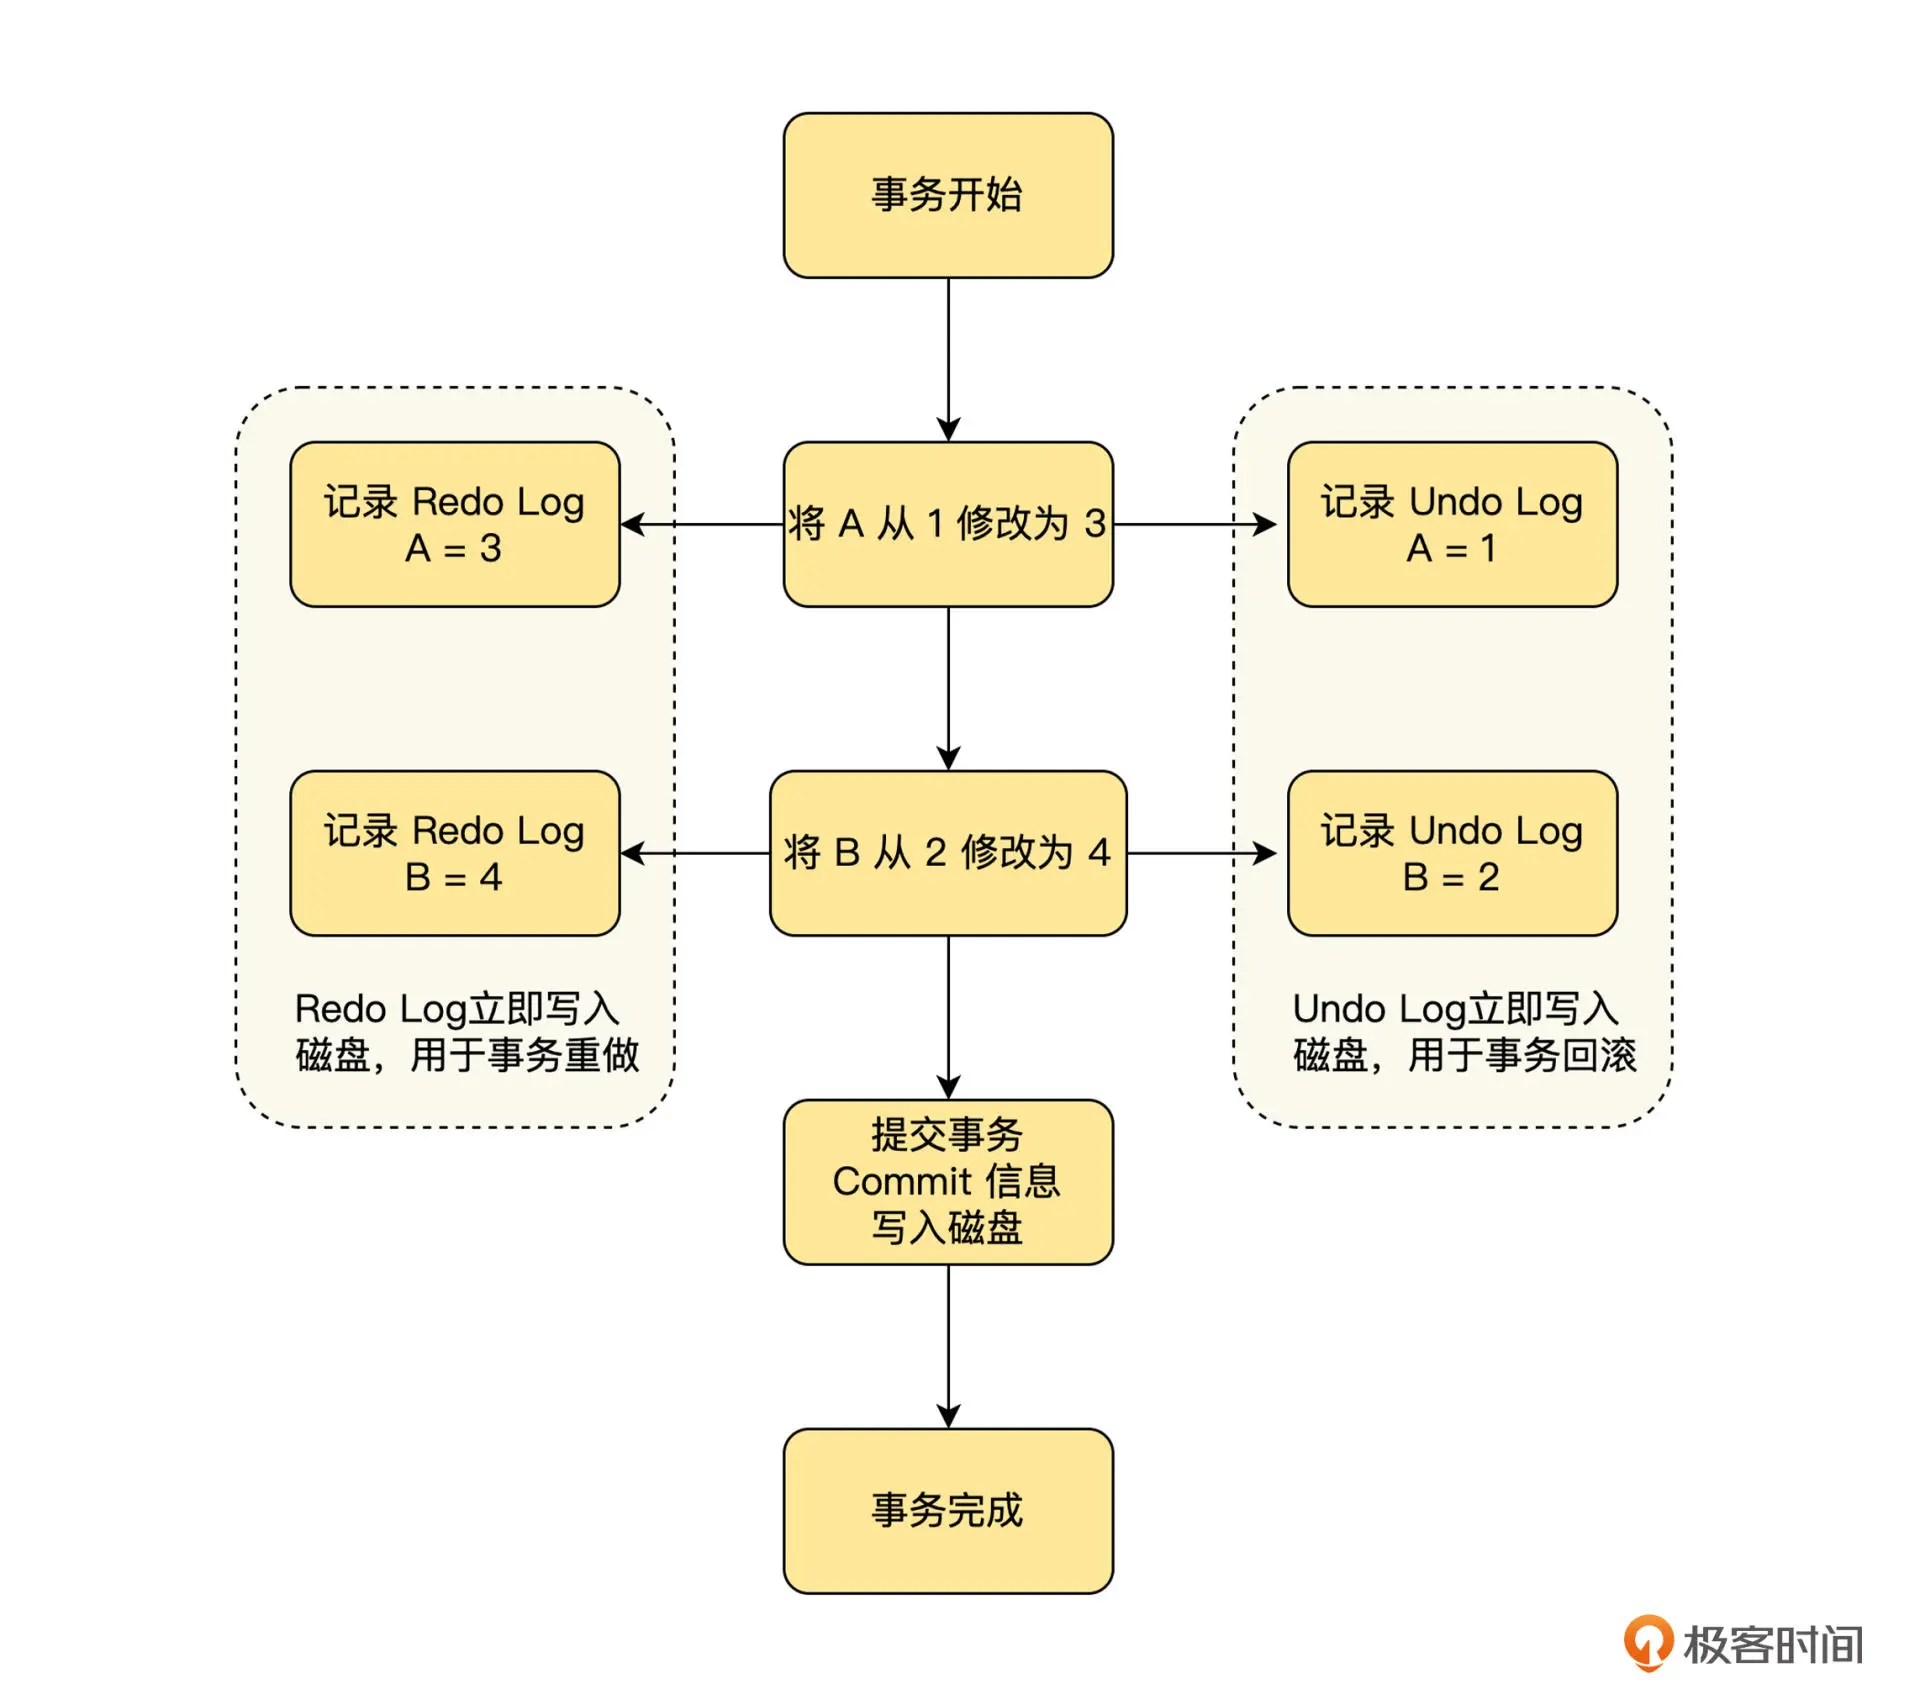 事务开始
记录 Redo Log
A = 3
将 A 从 1 修改为 3
记录 Undo Log
A = 1
记录 Redo Log
B = 4
将 B 从 2 修改为 4
记录 Undo Log
B = 2
Redo Log立即写入
磁盘，用于事务重做
Undo Log立即写入
磁盘，用于事务回滚
提交事务
Commit 信息
写入磁盘
事务完成
极客时间